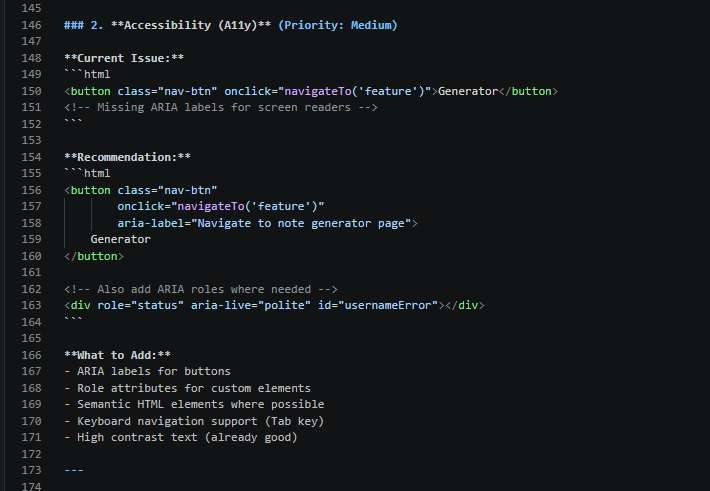 145
146 ### 2. **Accessibility (A11y)** (Priority: Medium)
147
148 **Current Issue:**
149 ```html
150 <button class="nav-btn" onclick="navigateTo('feature')">Generator</button>
151 <!-- Missing ARIA labels for screen readers -->
152 ```
153
154 **Recommendation:**
155 ```html
156 <button class="nav-btn"
157         onclick="navigateTo('feature')"
158         aria-label="Navigate to note generator page">
159     Generator
160 </button>
161
162 <!-- Also add ARIA roles where needed -->
163 <div role="status" aria-live="polite" id="usernameError"></div>
164 ```
165
166 **What to Add:**
167 - ARIA labels for buttons
168 - Role attributes for custom elements
169 - Semantic HTML elements where possible
170 - Keyboard navigation support (Tab key)
171 - High contrast text (already good)
172
173 ---
174